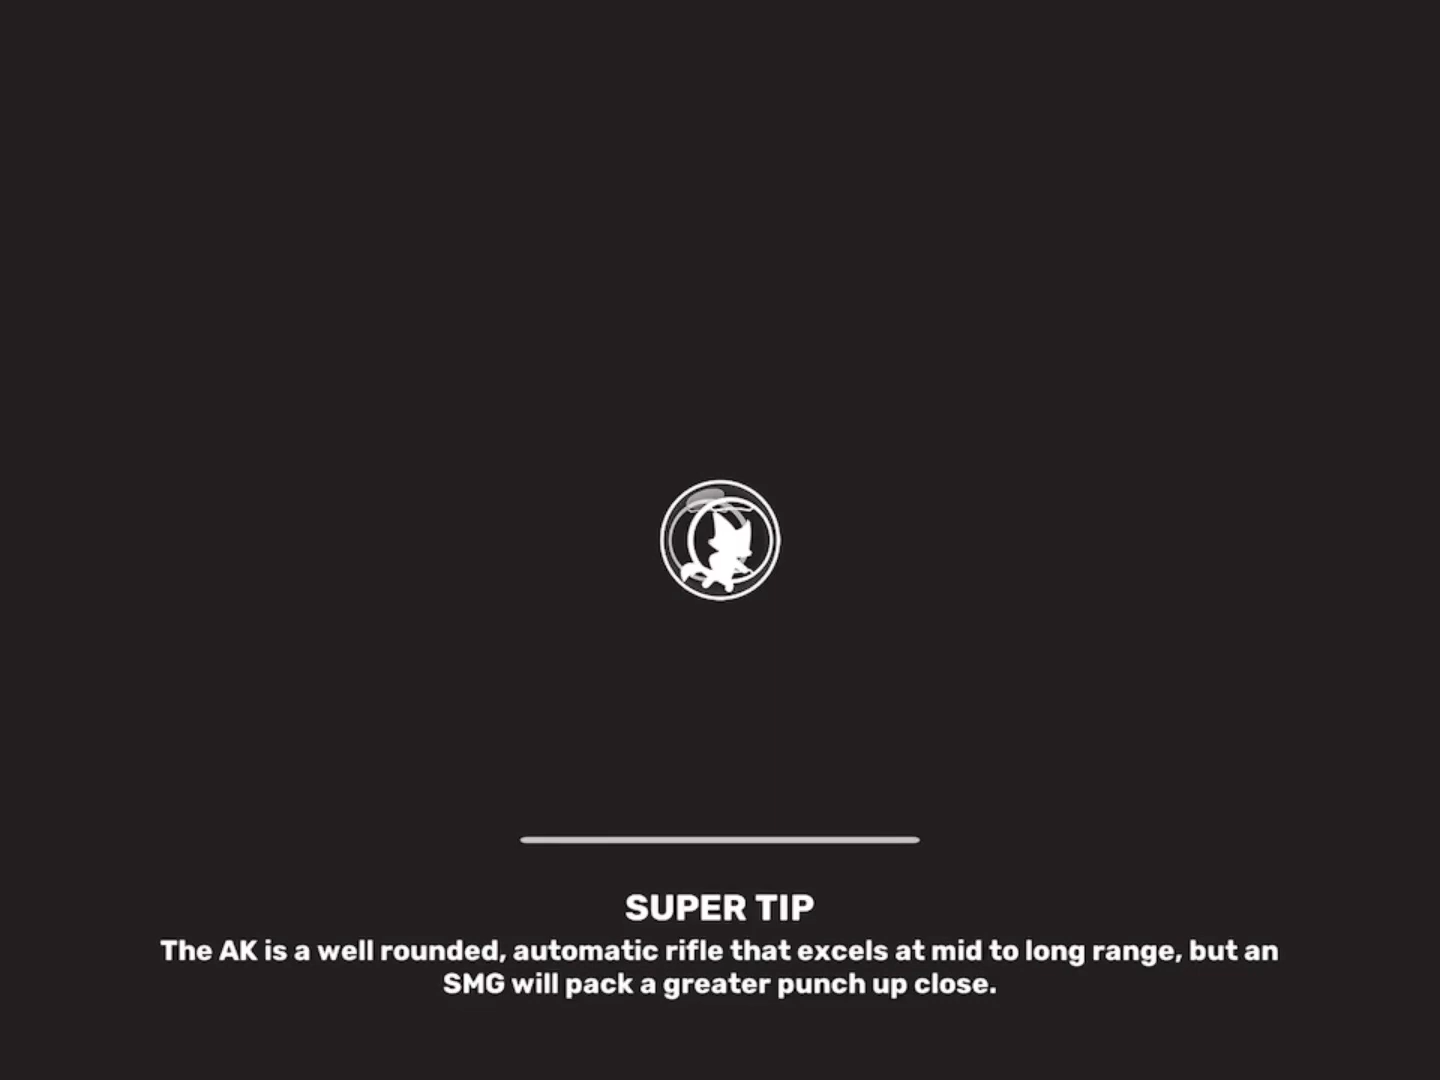 SUPER TIP
The AK is a well rounded, automatic rifle that excels at mid to long range, but an
SMG will pack a greater punch up close.